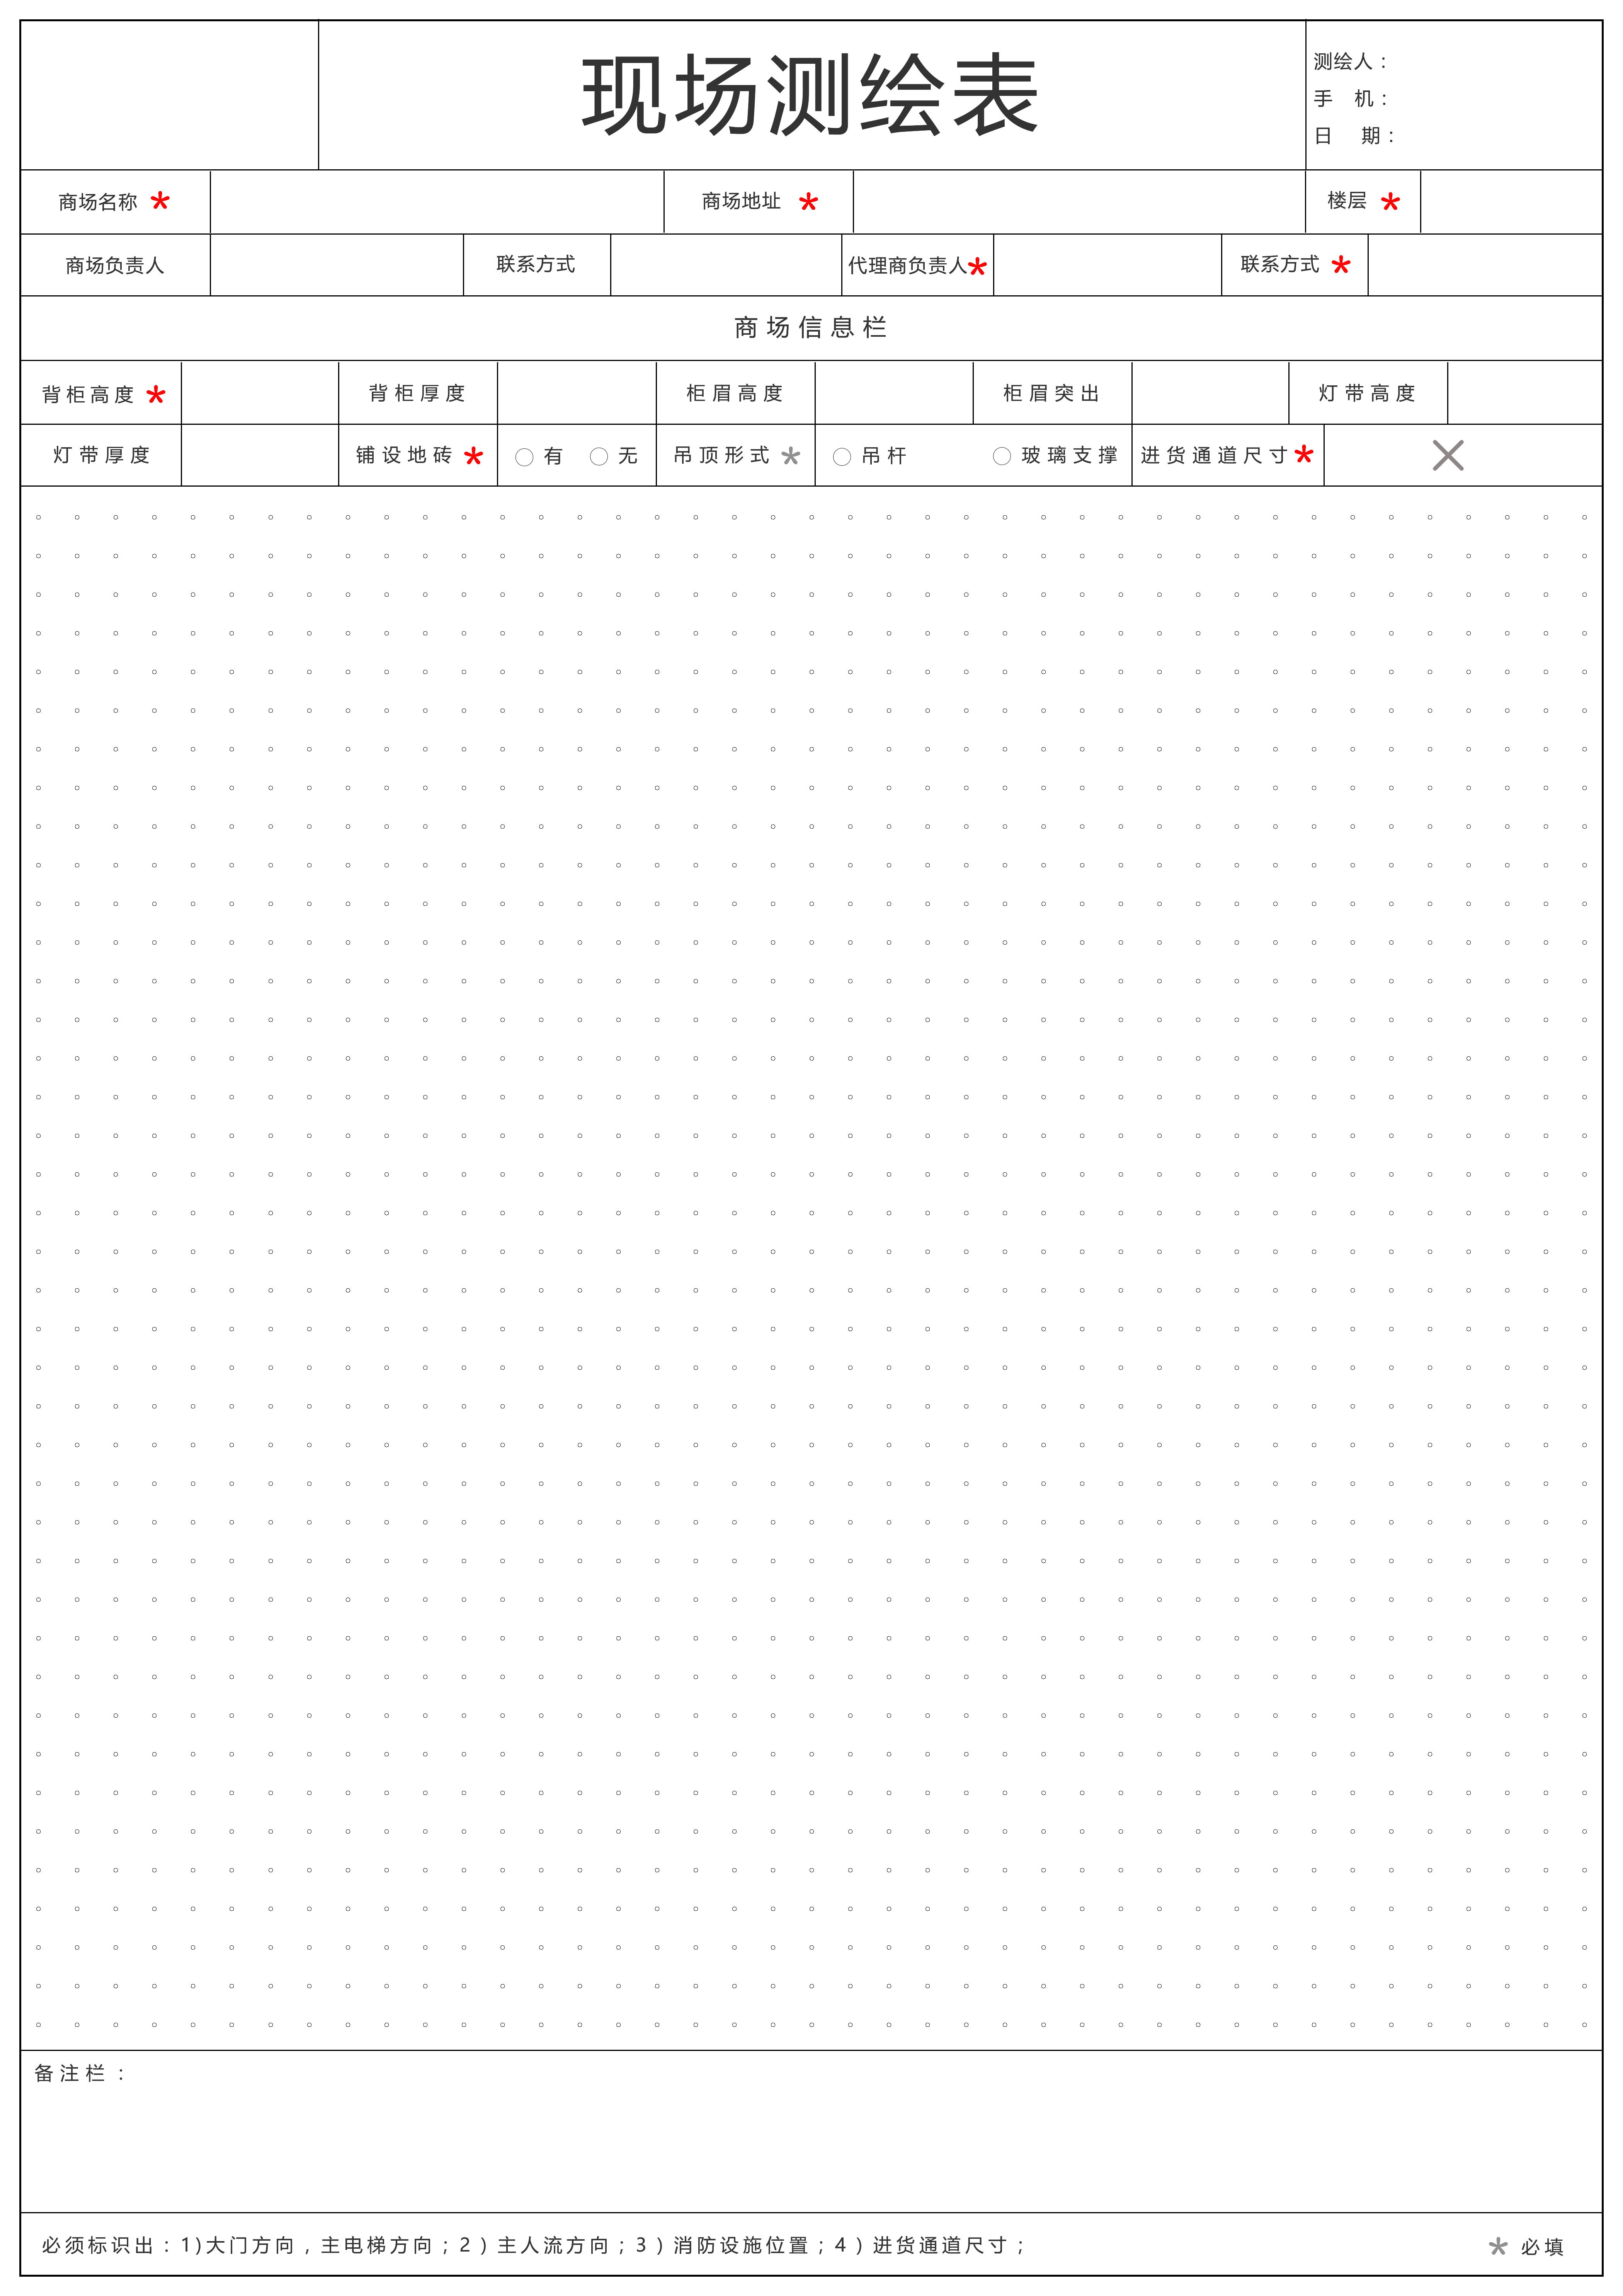 现场测绘表
测绘人：
手 机：
日 期：
商场名称 * 商场地址 * 楼层 *
商场负责人 联系方式 代理商负责人* 联系方式 *
商场信息栏
背柜高度 * 背柜厚度 柜眉高度 柜眉突出 灯带高度
灯带厚度 铺设地砖 * ○ 有 ○ 无 吊顶形式 * ○ 吊杆 ○ 玻璃支撑 进货通道尺寸 * ×
备注栏：
必须标识出：1)大门方向，主电梯方向；2）主人流方向；3）消防设施位置；4）进货通道尺寸；
* 必填